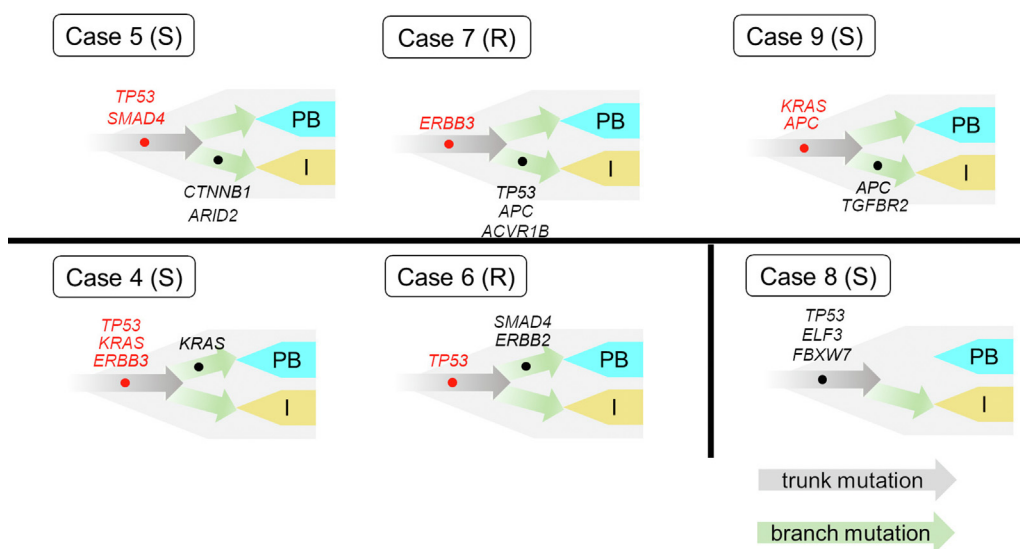 Case 5 (S)
TP53
SMAD4
PB
I
CTNNB1
ARID2
Case 7 (R)
ERBB3
PB
I
TP53
APC
ACVR1B
Case 9 (S)
KRAS
APC
PB
I
APC
TGFBR2
Case 4 (S)
TP53
KRAS
ERBB3
KRAS
PB
I
Case 6 (R)
SMAD4
ERBB2
TP53
PB
I
Case 8 (S)
TP53
ELF3
FBXW7
PB
I
trunk mutation
branch mutation